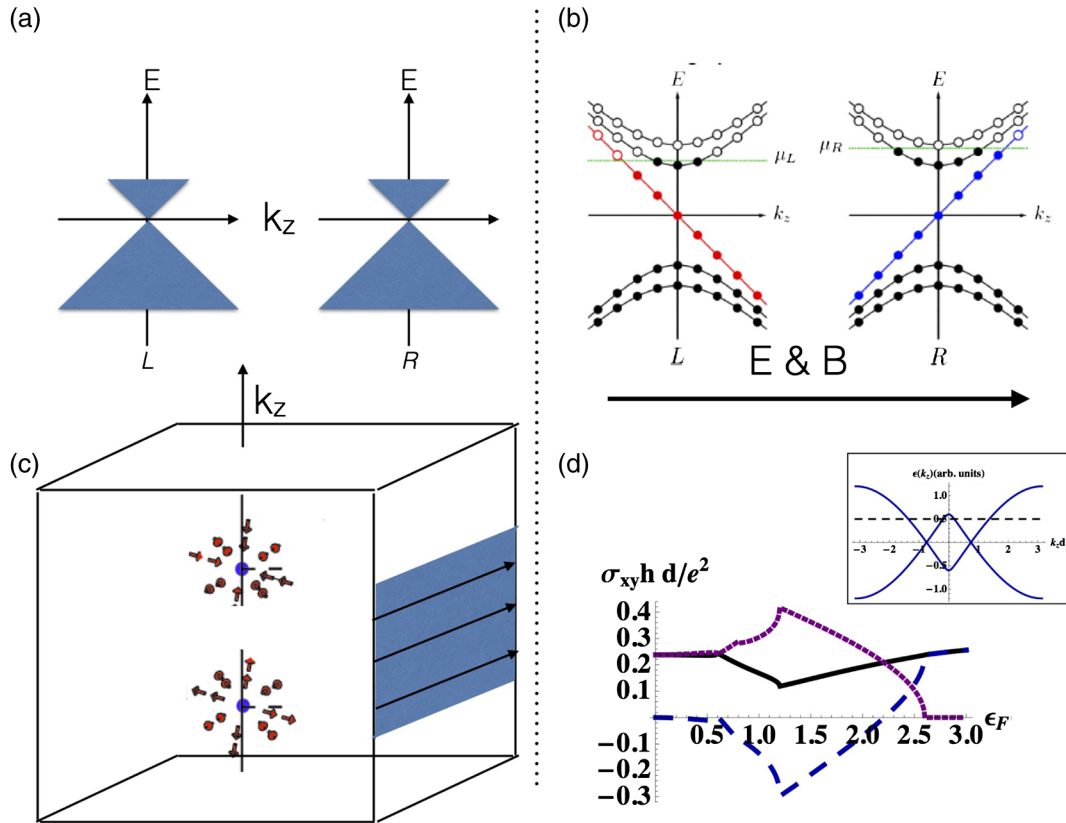 (a)
E
E
k_z
L
R
(b)
E
E
μ_L
μ_R
k_z
k_z
L
R
E & B
k_z
(c)
(d)
ϵ(k_z)(arb. units)
1.0
0.5
-3 -2 -1 0 1 2 3 k_z d
-0.5
-1.0
σ_xy h d/e^2
0.4
0.3
0.2
0.1
0.5 1.0 1.5 2.0 2.5 3.0 ϵ_F
-0.1
-0.2
-0.3